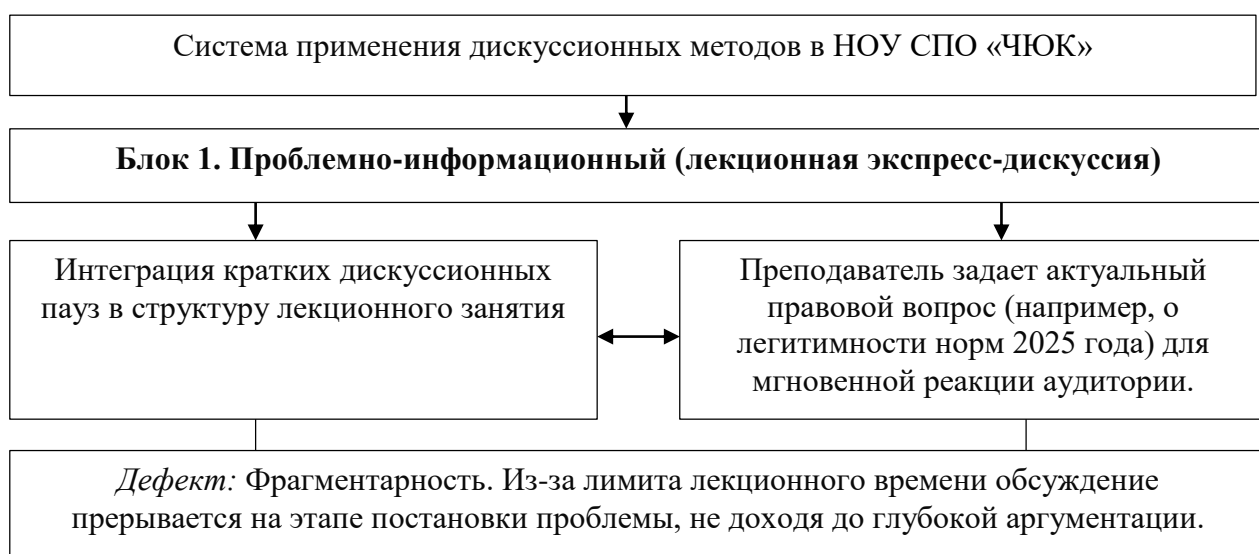 Система применения дискуссионных методов в НОУ СПО «ЧЮК»
Блок 1. Проблемно-информационный (лекционная экспресс-дискуссия)
Интеграция кратких дискуссионных
пауз в структуру лекционного занятия
Преподаватель задает актуальный
правовой вопрос (например, о
легитимности норм 2025 года) для
мгновенной реакции аудитории.
Дефект: Фрагментарность. Из-за лимита лекционного времени обсуждение
прерывается на этапе постановки проблемы, не доходя до глубокой аргументации.